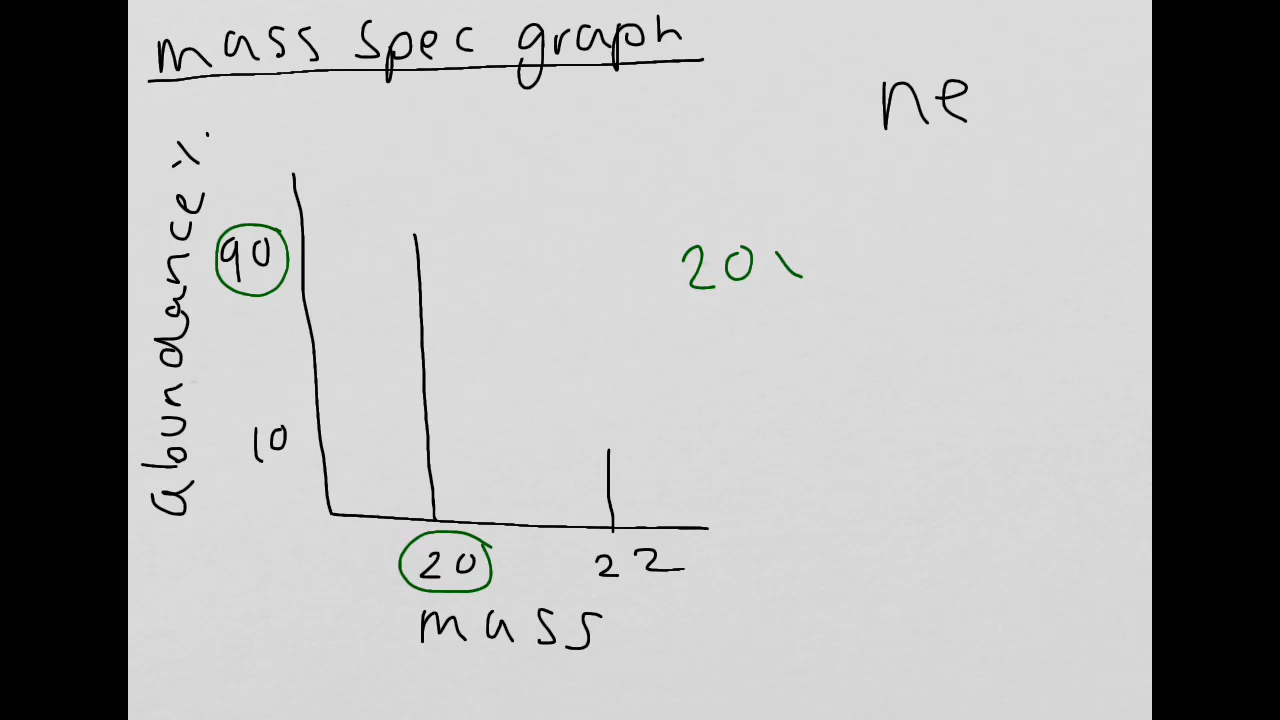 mass spec graph
ne
abundance %
90
20 \
10
20 22
mass